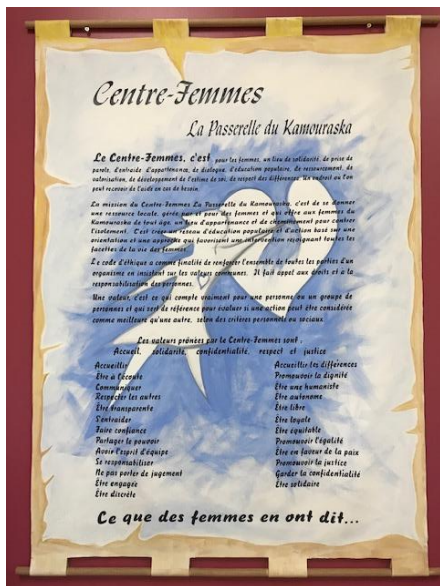 Centre-Femmes
La Passerelle du Kamouraska
Le Centre-Femmes, c'est, pour les femmes, un lieu de solidarité, de prise de
parole, d'entraide d'appartenance, de dialogue, d'éducation populaire, de ressourcement, de
valorisation, de développement de l'estime de soi, de respect des différences. Un endroit ou l'on
peut recevoir de l'aide en cas de besoin.
La mission du Centre-Femmes La Passerelle du Kamouraska, c'est de se donner
une ressource locale, gérée par et pour des femmes et qui offre aux femmes du
Kamouraska de tout âge, un lieu d'appartenance et de cheminement pour contrer
l'isolement. C'est créer un réseau d'éducation populaire et d'action basé sur une
orientation et une approche qui favorisent une intervention rejoignant toutes les
facettes de la vie des femmes.
Le code d'éthique a comme finalité de renforcer l'ensemble de toutes les parties d'un
organisme en insistant sur les valeurs communes. Il fait appel aux droits et a la
responsabilisation des personnes.
Une valeur, c'est ce qui compte vraiment pour une personne ou un groupe de
personnes et qui sert de référence pour évaluer si une action peut être considérée
comme meilleure qu'une autre, selon des critères personnels ou sociaux.
Les valeurs prônées par le Centre-Femmes sont :
Accueil, solidarité, confidentialité, respect et justice
Accueillir
Être à l'écoute
Communiquer
Respecter les autres
Être transparente
S'entraider
Faire confiance
Partager le pouvoir
Avoir l'esprit d'équipe
Se responsabiliser
Ne pas porter de jugement
Être engagée
Être discrète
Accueillir les différences
Promouvoir la dignité
Être une humaniste
Être autonome
Être libre
Être loyale
Être équitable
Promouvoir l'égalité
Être en faveur de la paix
Promouvoir la justice
Garder la confidentialité
Être solidaire
Ce que des femmes en ont dit...